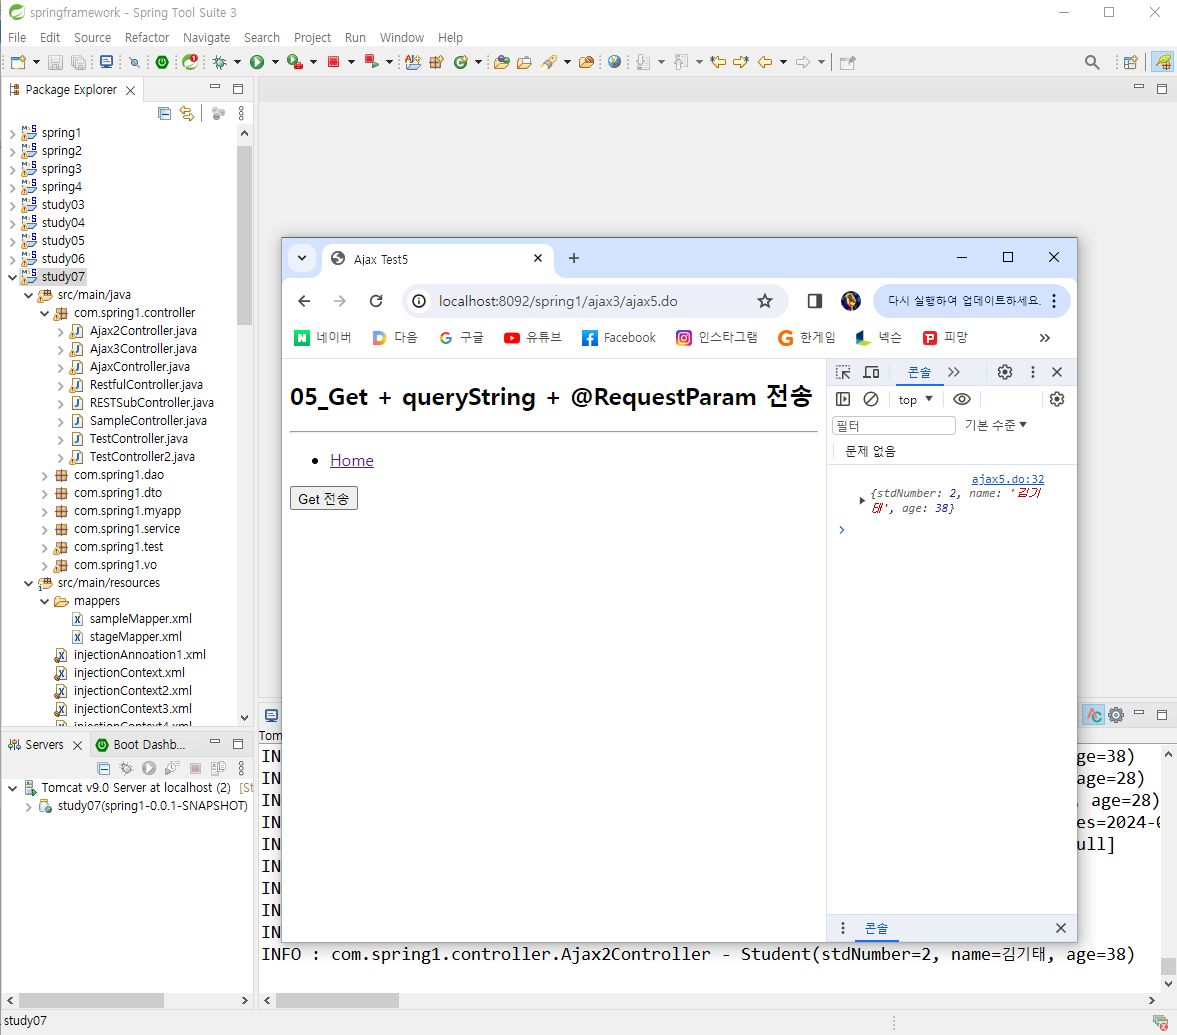 springframework - Spring Tool Suite 3
File Edit Source Refactor Navigate Search Project Run Window Help
Package Explorer
spring1
spring2
spring3
spring4
study03
study04
study05
study06
study07
src/main/java
com.spring1.controller
Ajax2Controller.java
Ajax3Controller.java
AjaxController.java
RestfulController.java
RESTSubController.java
SampleController.java
TestController.java
TestController2.java
com.spring1.dao
com.spring1.dto
com.spring1.myapp
com.spring1.service
com.spring1.test
com.spring1.vo
src/main/resources
mappers
sampleMapper.xml
stageMapper.xml
injectionAnnoation1.xml
injectionContext.xml
injectionContext2.xml
injectionContext3.xml
injectionContext4.xml
Servers Boot Dashb...
Tomcat v9.0 Server at localhost (2) [St
study07(spring1-0.0.1-SNAPSHOT)
study07
Ajax Test5
localhost:8092/spring1/ajax3/ajax5.do
다시 실행하여 업데이트하세요.
네이버 다음 구글 유튜브 Facebook 인스타그램 한게임 넥슨 피망
05_Get + queryString + @RequestParam 전송
Home
Get 전송
콘솔
top
필터
기본 수준
문제 없음
ajax5.do:32
{stdNumber: 2, name: '김기
태', age: 38}
콘솔
Tom
IN age=38)
IN age=28)
IN , age=28)
IN es=2024-0
IN ull]
IN
IN
IN
IN
INFO : com.spring1.controller.Ajax2Controller - Student(stdNumber=2, name=김기태, age=38)